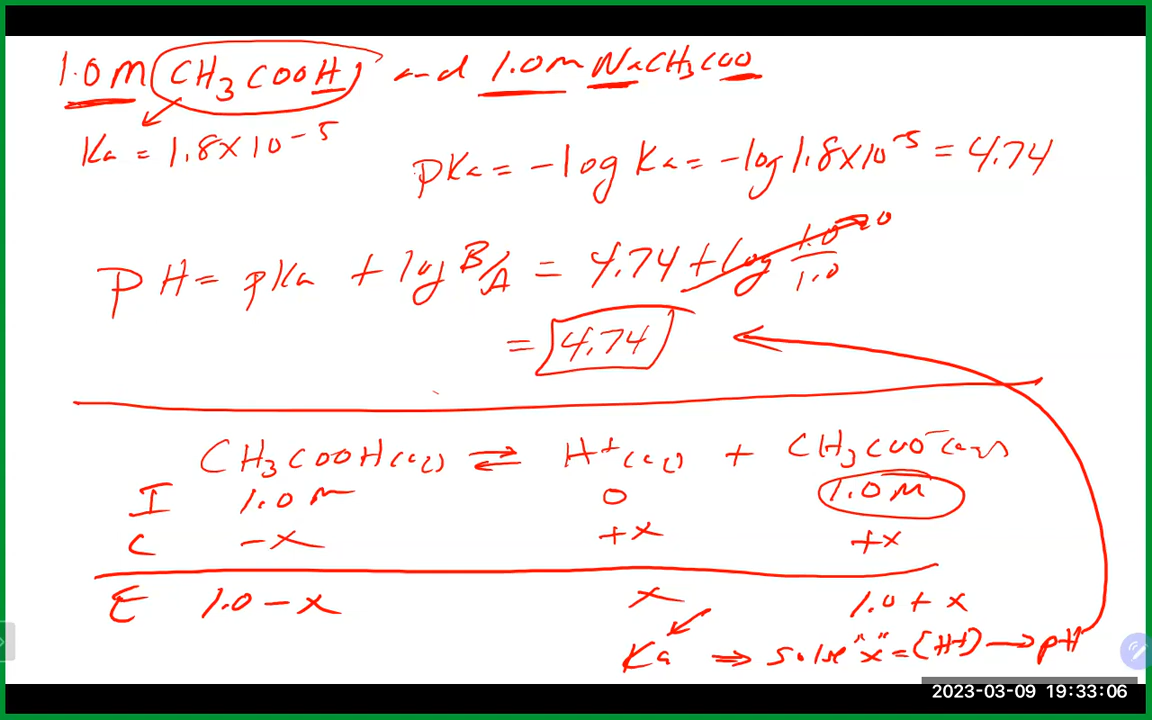 1.0 M (CH₃COOH) and 1.0 M NaCH₃COO
Ka = 1.8×10⁻⁵
pKa = -log Ka = -log 1.8×10⁻⁵ = 4.74
pH = pKa + log B/A = 4.74 + log 1.0/1.0 = 0
= 4.74
CH₃COOH(aq) ⇌ H⁺(aq) + CH₃COO⁻(aq)
I 1.0 M 0 1.0 M
C -x +x +x
E 1.0 - x x 1.0 + x
Ka ⇒ solve "x" = [H⁺] → pH
2023-03-09 19:33:06